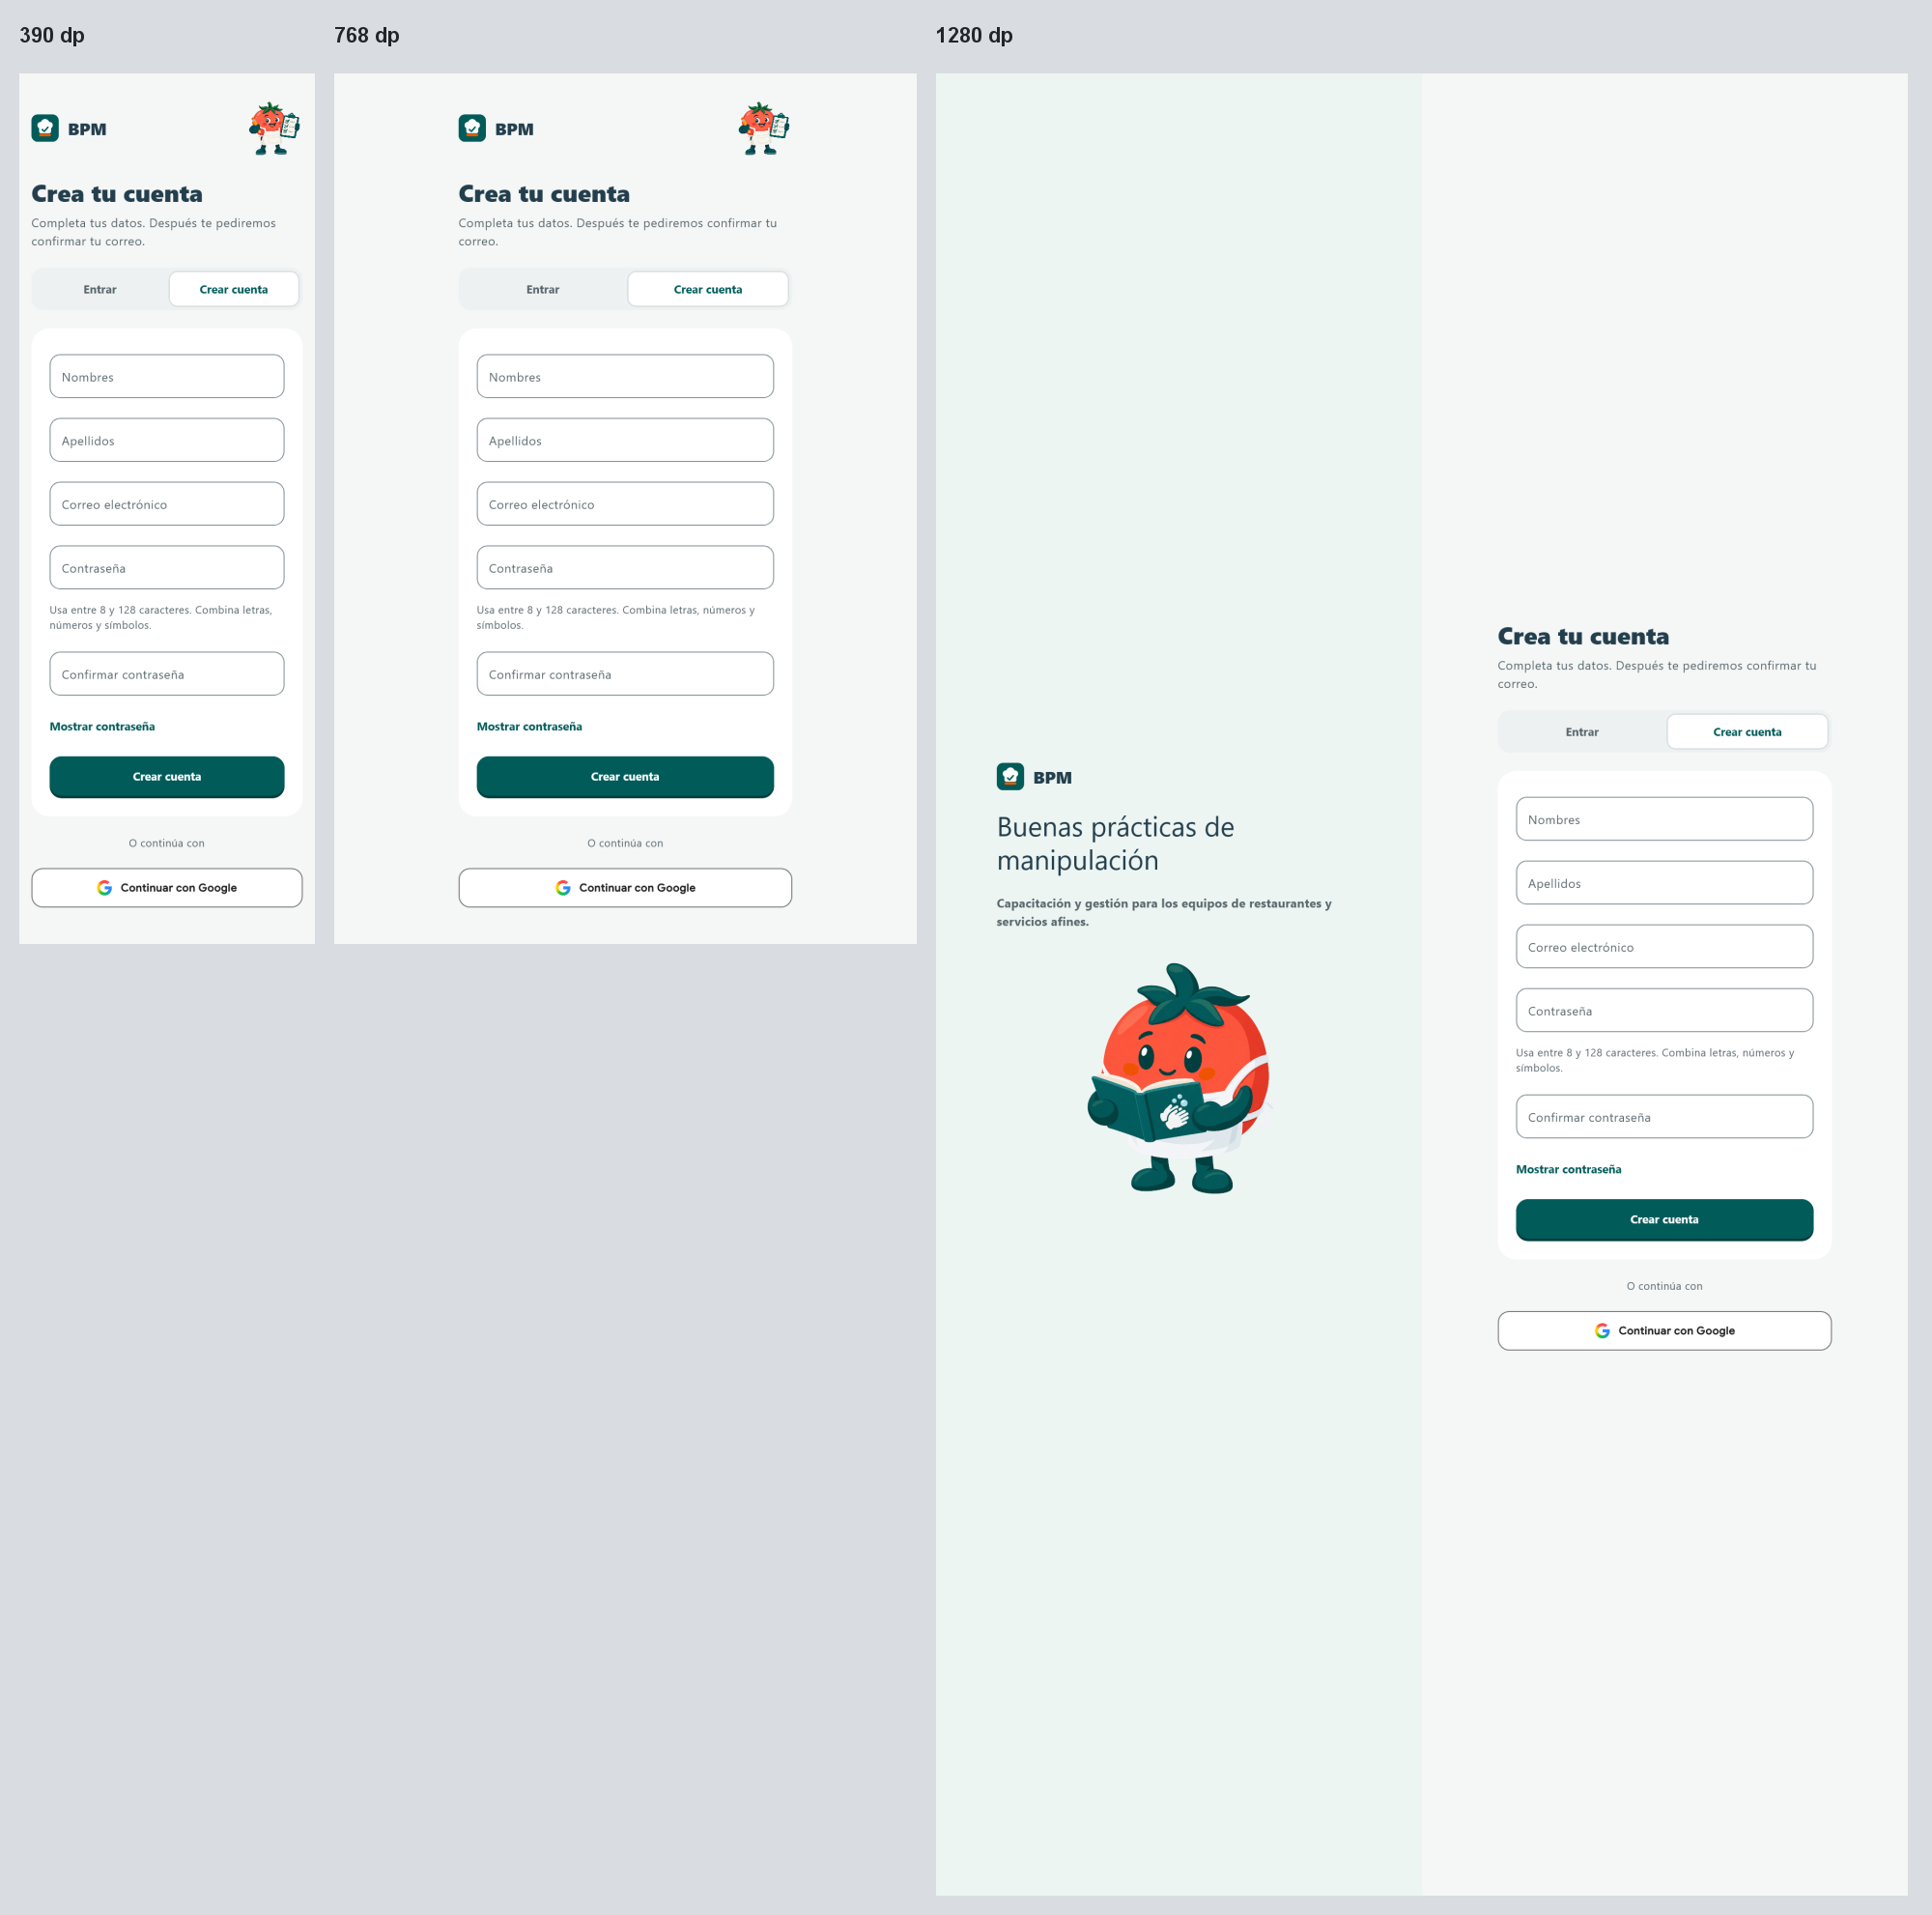 390 dp
768 dp
1280 dp
BPM
Crea tu cuenta
Completa tus datos. Después te pediremos
confirmar tu correo.
Entrar
Crear cuenta
Nombres
Apellidos
Correo electrónico
Contraseña
Usa entre 8 y 128 caracteres. Combina letras,
números y símbolos.
Confirmar contraseña
Mostrar contraseña
Crear cuenta
O continúa con
Continuar con Google
BPM
Crea tu cuenta
Completa tus datos. Después te pediremos confirmar tu
correo.
Entrar
Crear cuenta
Nombres
Apellidos
Correo electrónico
Contraseña
Usa entre 8 y 128 caracteres. Combina letras, números y
símbolos.
Confirmar contraseña
Mostrar contraseña
Crear cuenta
O continúa con
Continuar con Google
BPM
Buenas prácticas de
manipulación
Capacitación y gestión para los equipos de restaurantes y
servicios afines.
Crea tu cuenta
Completa tus datos. Después te pediremos confirmar tu
correo.
Entrar
Crear cuenta
Nombres
Apellidos
Correo electrónico
Contraseña
Usa entre 8 y 128 caracteres. Combina letras, números y
símbolos.
Confirmar contraseña
Mostrar contraseña
Crear cuenta
O continúa con
Continuar con Google